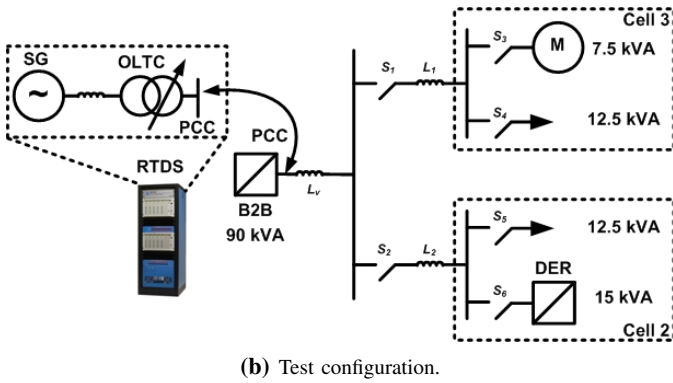 SG
OLTC
~
PCC
RTDS
PCC
B2B
90 kVA
Lv
S1
L1
S3
M
Cell 3
7.5 kVA
S4
12.5 kVA
S2
L2
S5
12.5 kVA
DER
S6
15 kVA
Cell 2
(b) Test configuration.